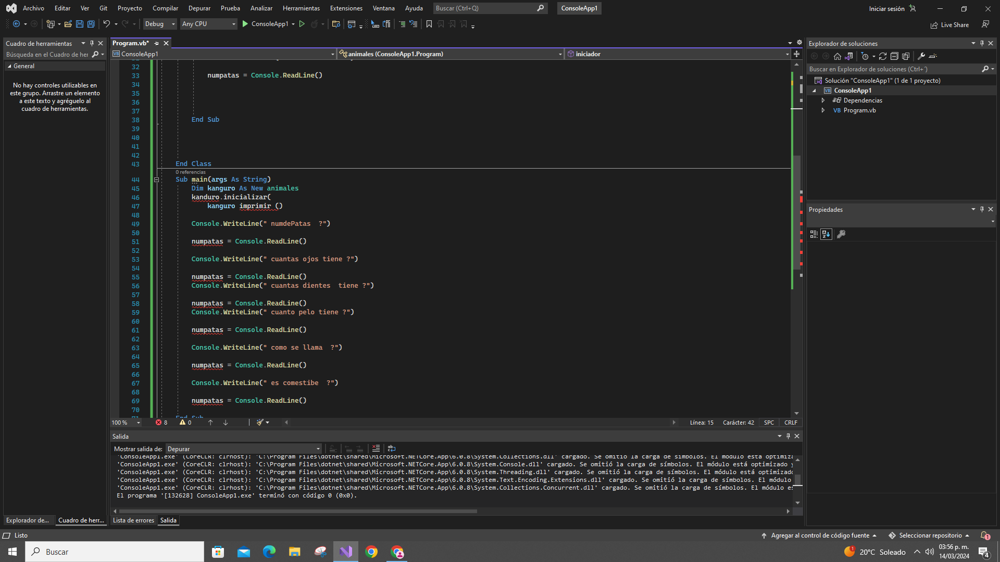 Archivo Editar Ver Git Proyecto Compilar Depurar Prueba Analizar Herramientas Extensiones Ventana Ayuda Buscar (Ctrl+Q) ConsoleApp1 Iniciar sesión
Debug Any CPU ConsoleApp1 Live Share
Cuadro de herramientas
Búsqueda en el Cuadro de her
General
No hay controles utilizables en
este grupo. Arrastre un elemento
a este texto y agréguelo al
cuadro de herramientas.
Program.vb*
ConsoleApp1 animales (ConsoleApp1.Program) iniciador
32
33 numpatas = Console.ReadLine()
34
35
36
37
38 End Sub
39
40
41
42
43 End Class
0 referencias
44 Sub main(args As String)
45 Dim kanguro As New animales
46 kanduro.inicializar(
47 kanguro imprimir ()
48
49 Console.WriteLine(" numdePatas  ?")
50
51 numpatas = Console.ReadLine()
52
53 Console.WriteLine(" cuantas ojos tiene ?")
54
55 numpatas = Console.ReadLine()
56 Console.WriteLine(" cuantas dientes  tiene ?")
57
58 numpatas = Console.ReadLine()
59 Console.WriteLine(" cuanto pelo tiene ?")
60
61 numpatas = Console.ReadLine()
62
63 Console.WriteLine(" como se llama  ?")
64
65 numpatas = Console.ReadLine()
66
67 Console.WriteLine(" es comestibe  ?")
68
69 numpatas = Console.ReadLine()
70
71 End Sub
100 % 8 0 Línea: 15 Carácter: 42 SPC CRLF
Salida
Mostrar salida de: Depurar
'ConsoleApp1.exe' (CoreCLR: clrhost): 'C:\Program Files\dotnet\shared\Microsoft.NETCore.App\6.0.8\System.Collections.dll' cargado. Se omitió la carga de símbolos. El módulo está optimiza
'ConsoleApp1.exe' (CoreCLR: clrhost): 'C:\Program Files\dotnet\shared\Microsoft.NETCore.App\6.0.8\System.Console.dll' cargado. Se omitió la carga de símbolos. El módulo está optimizado y
'ConsoleApp1.exe' (CoreCLR: clrhost): 'C:\Program Files\dotnet\shared\Microsoft.NETCore.App\6.0.8\System.Threading.dll' cargado. Se omitió la carga de símbolos. El módulo está optimizado
'ConsoleApp1.exe' (CoreCLR: clrhost): 'C:\Program Files\dotnet\shared\Microsoft.NETCore.App\6.0.8\System.Text.Encoding.Extensions.dll' cargado. Se omitió la carga de símbolos. El módulo
'ConsoleApp1.exe' (CoreCLR: clrhost): 'C:\Program Files\dotnet\shared\Microsoft.NETCore.App\6.0.8\System.Collections.Concurrent.dll' cargado. Se omitió la carga de símbolos. El módulo es
El programa '[132628] ConsoleApp1.exe' terminó con código 0 (0x0).
Explorador de... Cuadro de herr... Lista de errores Salida
Explorador de soluciones
Buscar en Explorador de soluciones (Ctrl+´)
Solución "ConsoleApp1" (1 de 1 proyecto)
VB ConsoleApp1
Dependencias
VB Program.vb
Propiedades
Listo Agregar al control de código fuente Seleccionar repositorio 1
Buscar 1 20°C Soleado 03:56 p. m.
14/03/2024 4